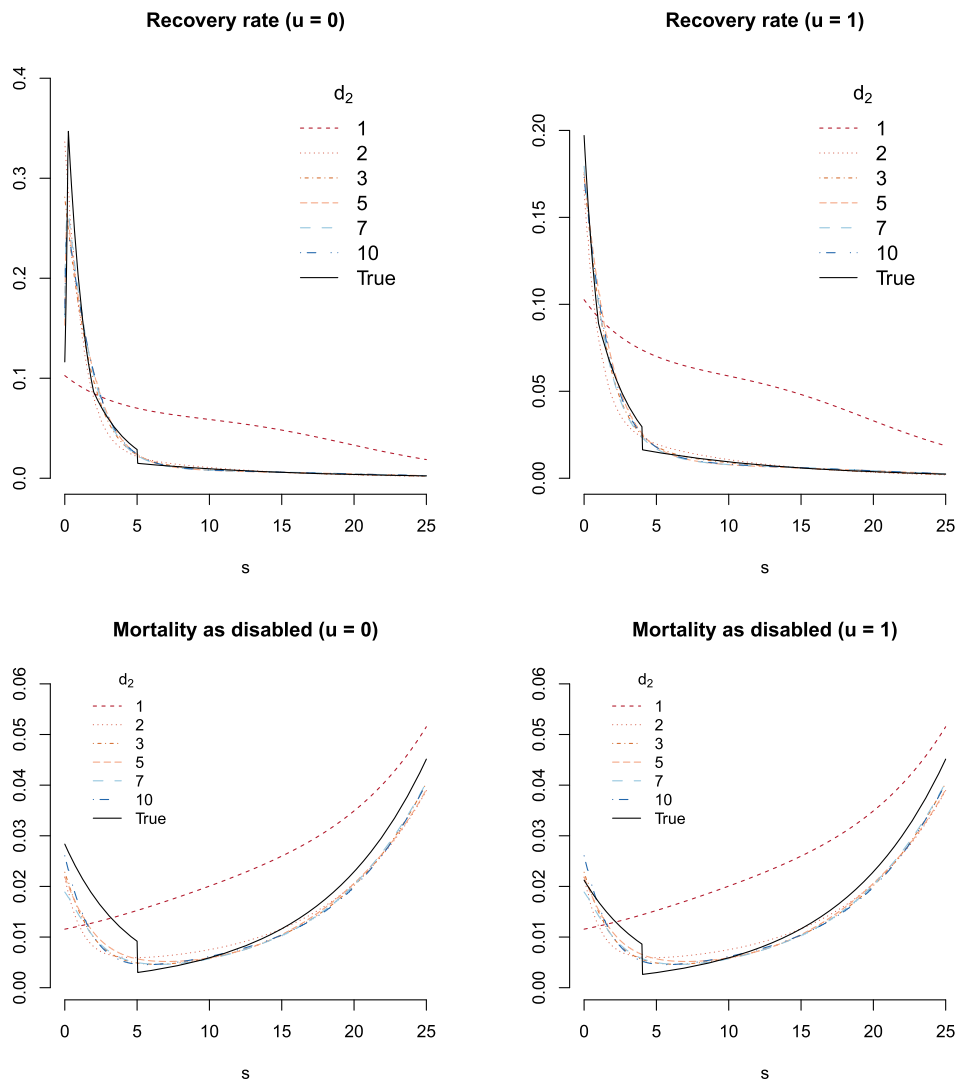 Recovery rate (u = 0)
0.4
0.3
0.2
0.1
0.0
d2
1
2
3
5
7
10
True
0 5 10 15 20 25
s
Recovery rate (u = 1)
0.20
0.15
0.10
0.05
0.00
d2
1
2
3
5
7
10
True
0 5 10 15 20 25
s
Mortality as disabled (u = 0)
0.06
0.05
0.04
0.03
0.02
0.01
0.00
d2
1
2
3
5
7
10
True
0 5 10 15 20 25
s
Mortality as disabled (u = 1)
0.06
0.05
0.04
0.03
0.02
0.01
0.00
d2
1
2
3
5
7
10
True
0 5 10 15 20 25
s